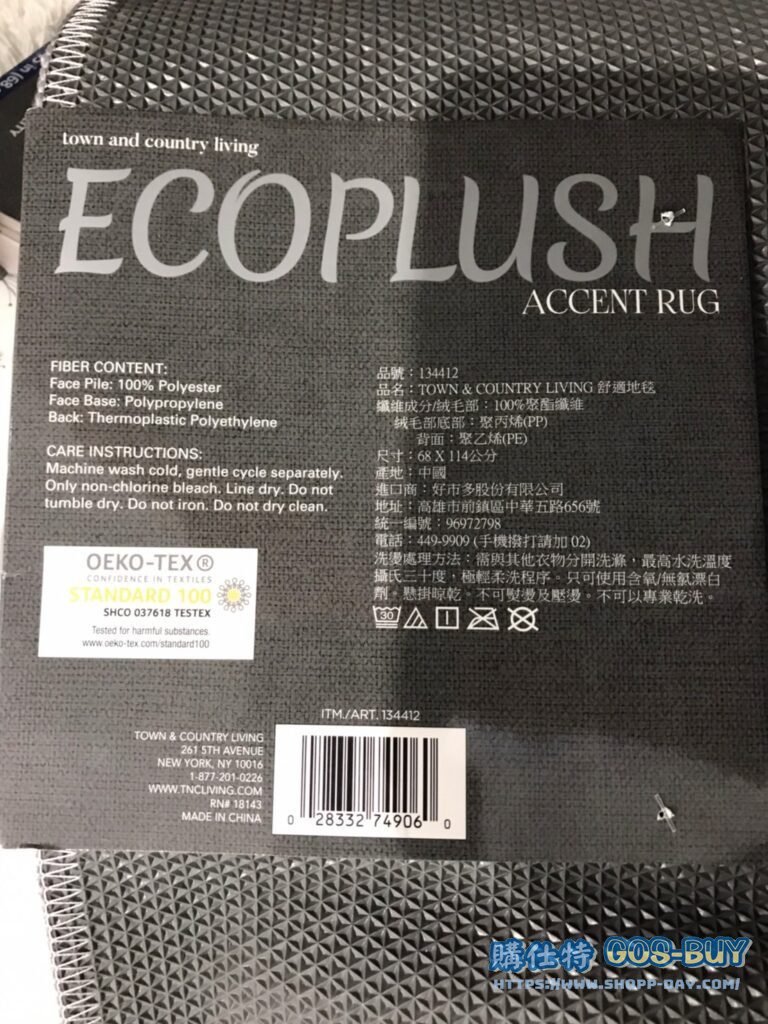 town and country living
ECOPLUSH
ACCENT RUG
FIBER CONTENT:
Face Pile: 100% Polyester
Face Base: Polypropylene
Back: Thermoplastic Polyethylene
CARE INSTRUCTIONS:
Machine wash cold, gentle cycle separately.
Only non-chlorine bleach. Line dry. Do not
tumble dry. Do not iron. Do not dry clean.
OEKO-TEX®
CONFIDENCE IN TEXTILES
STANDARD 100
SHCO 037618 TESTEX
Tested for harmful substances.
www.oeko-tex.com/standard100
品號：134412
品名：TOWN & COUNTRY LIVING 舒適地毯
纖維成分/絨毛部：100%聚酯纖維
絨毛部底部：聚丙烯(PP)
背面：聚乙烯(PE)
尺寸：68 X 114公分
產地：中國
進口商：好市多股份有限公司
地址：高雄市前鎮區中華五路656號
統一編號：96972798
電話：449-9909 (手機撥打請加 02)
洗燙處理方法：需與其他衣物分開洗滌，最高水洗溫度
攝氏三十度，極輕柔洗程序。只可使用含氧/無氯漂白
劑。懸掛晾乾。不可熨燙及壓燙。不可以專業乾洗。
30
ITM./ART. 134412
TOWN & COUNTRY LIVING
261 5TH AVENUE
NEW YORK, NY 10016
1-877-201-0226
WWW.TNCLIVING.COM
RN# 18143
MADE IN CHINA
0 28332 74906 0
購仕特 GOS-BUY
HTTPS://WWW.SHOPP-DAY.COM/